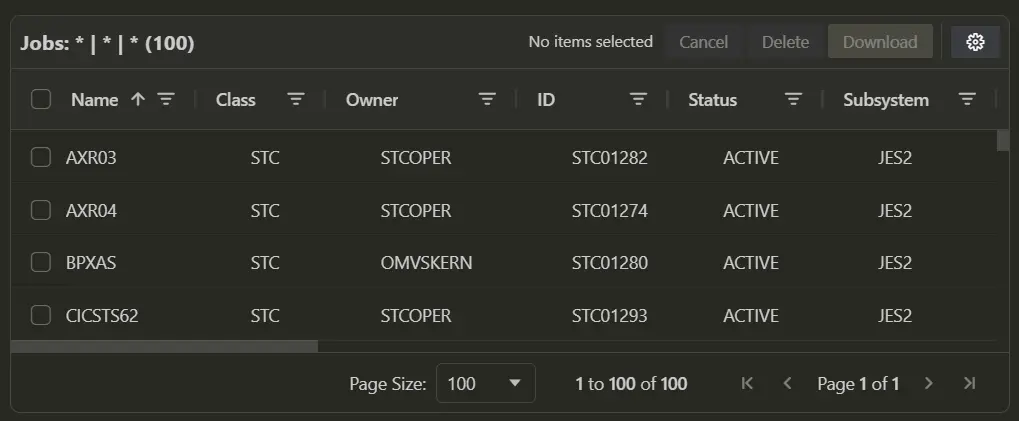 Jobs: * | * | * (100) No items selected Cancel Delete Download
Name Class Owner ID Status Subsystem
AXR03 STC STCOPER STC01282 ACTIVE JES2
AXR04 STC STCOPER STC01274 ACTIVE JES2
BPXAS STC OMVSKERN STC01280 ACTIVE JES2
CICSTS62 STC STCOPER STC01293 ACTIVE JES2
Page Size: 100 1 to 100 of 100 Page 1 of 1